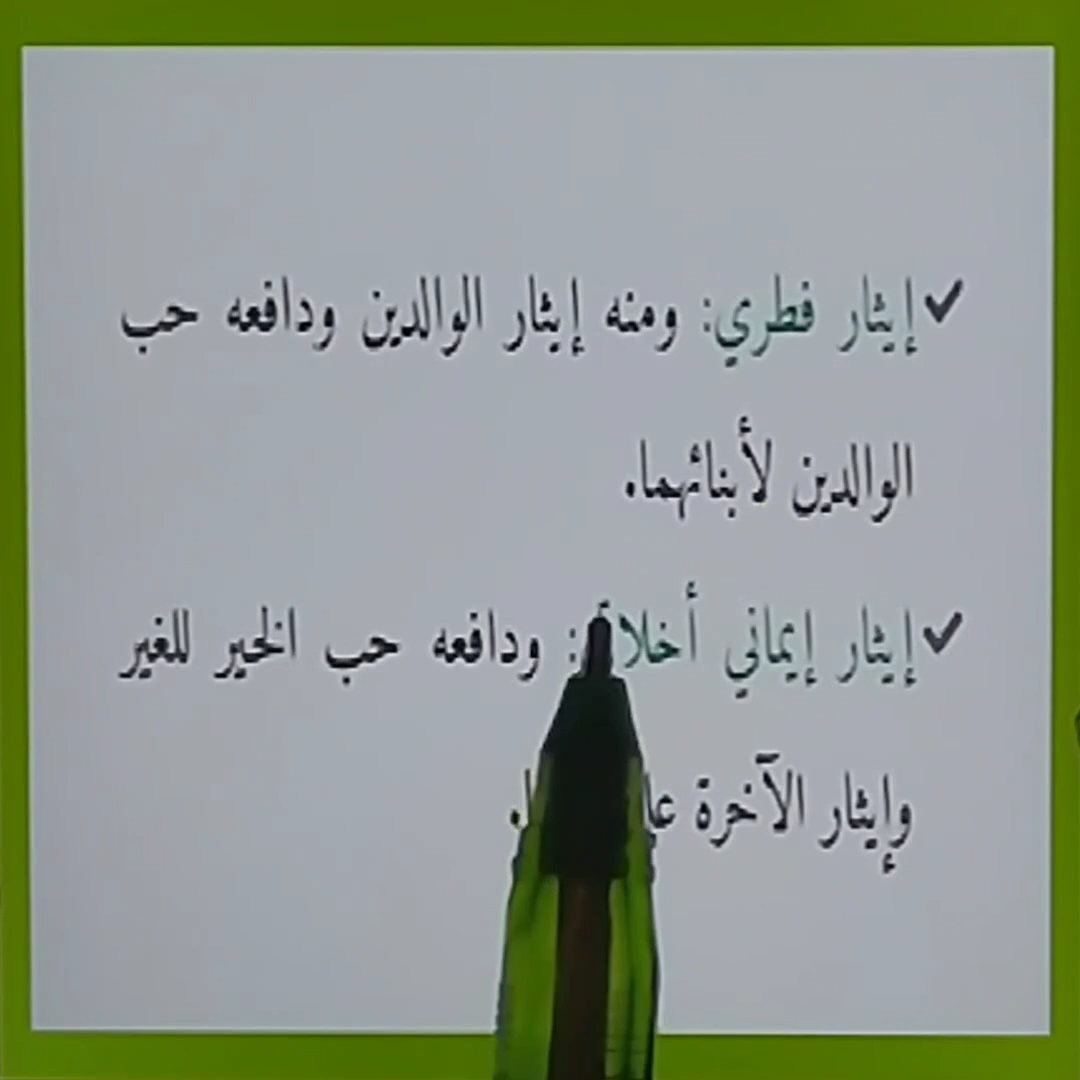 ✓ إيثار فطري: ومنه إيثار الوالدين ودافعه حب
الوالدين لأبنائهما.
✓ إيثار إيماني : ودافعه حب الخير للغير
وإيثار الآخرة